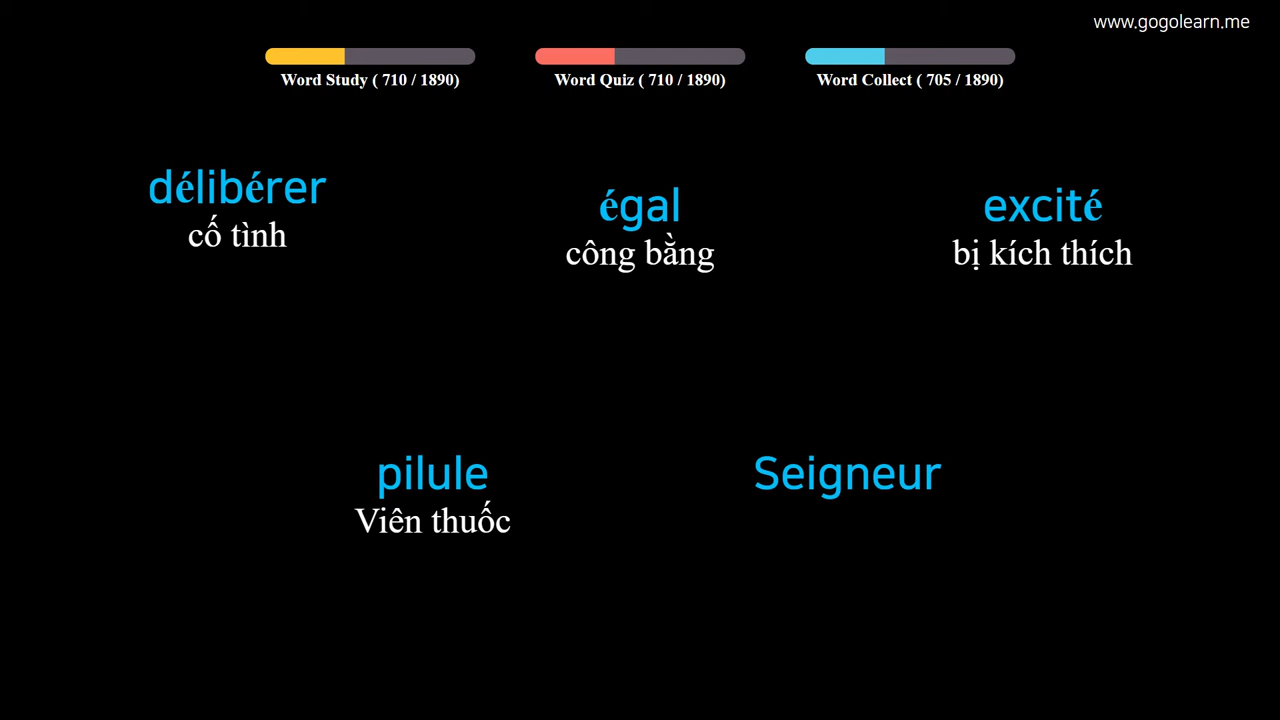 www.gogolearn.me
Word Study ( 710 / 1890)
Word Quiz ( 710 / 1890)
Word Collect ( 705 / 1890)
délibérer
cố tình
égal
công bằng
excité
bị kích thích
pilule
Viên thuốc
Seigneur